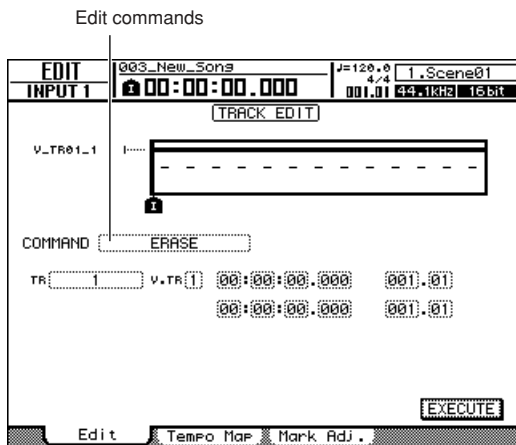 Edit commands
EDIT
INPUT 1
003_New_Song
00:00:00.000
♩=120.0
4/4
001.01
1.Scene01
44.1kHz 16bit
TRACK EDIT
V_TR01_1
I
I
COMMAND ERASE
TR 1 V.TR 1 00:00:00.000 001.01
00:00:00.000 001.01
EXECUTE
Edit Tempo Map Mark Adj.